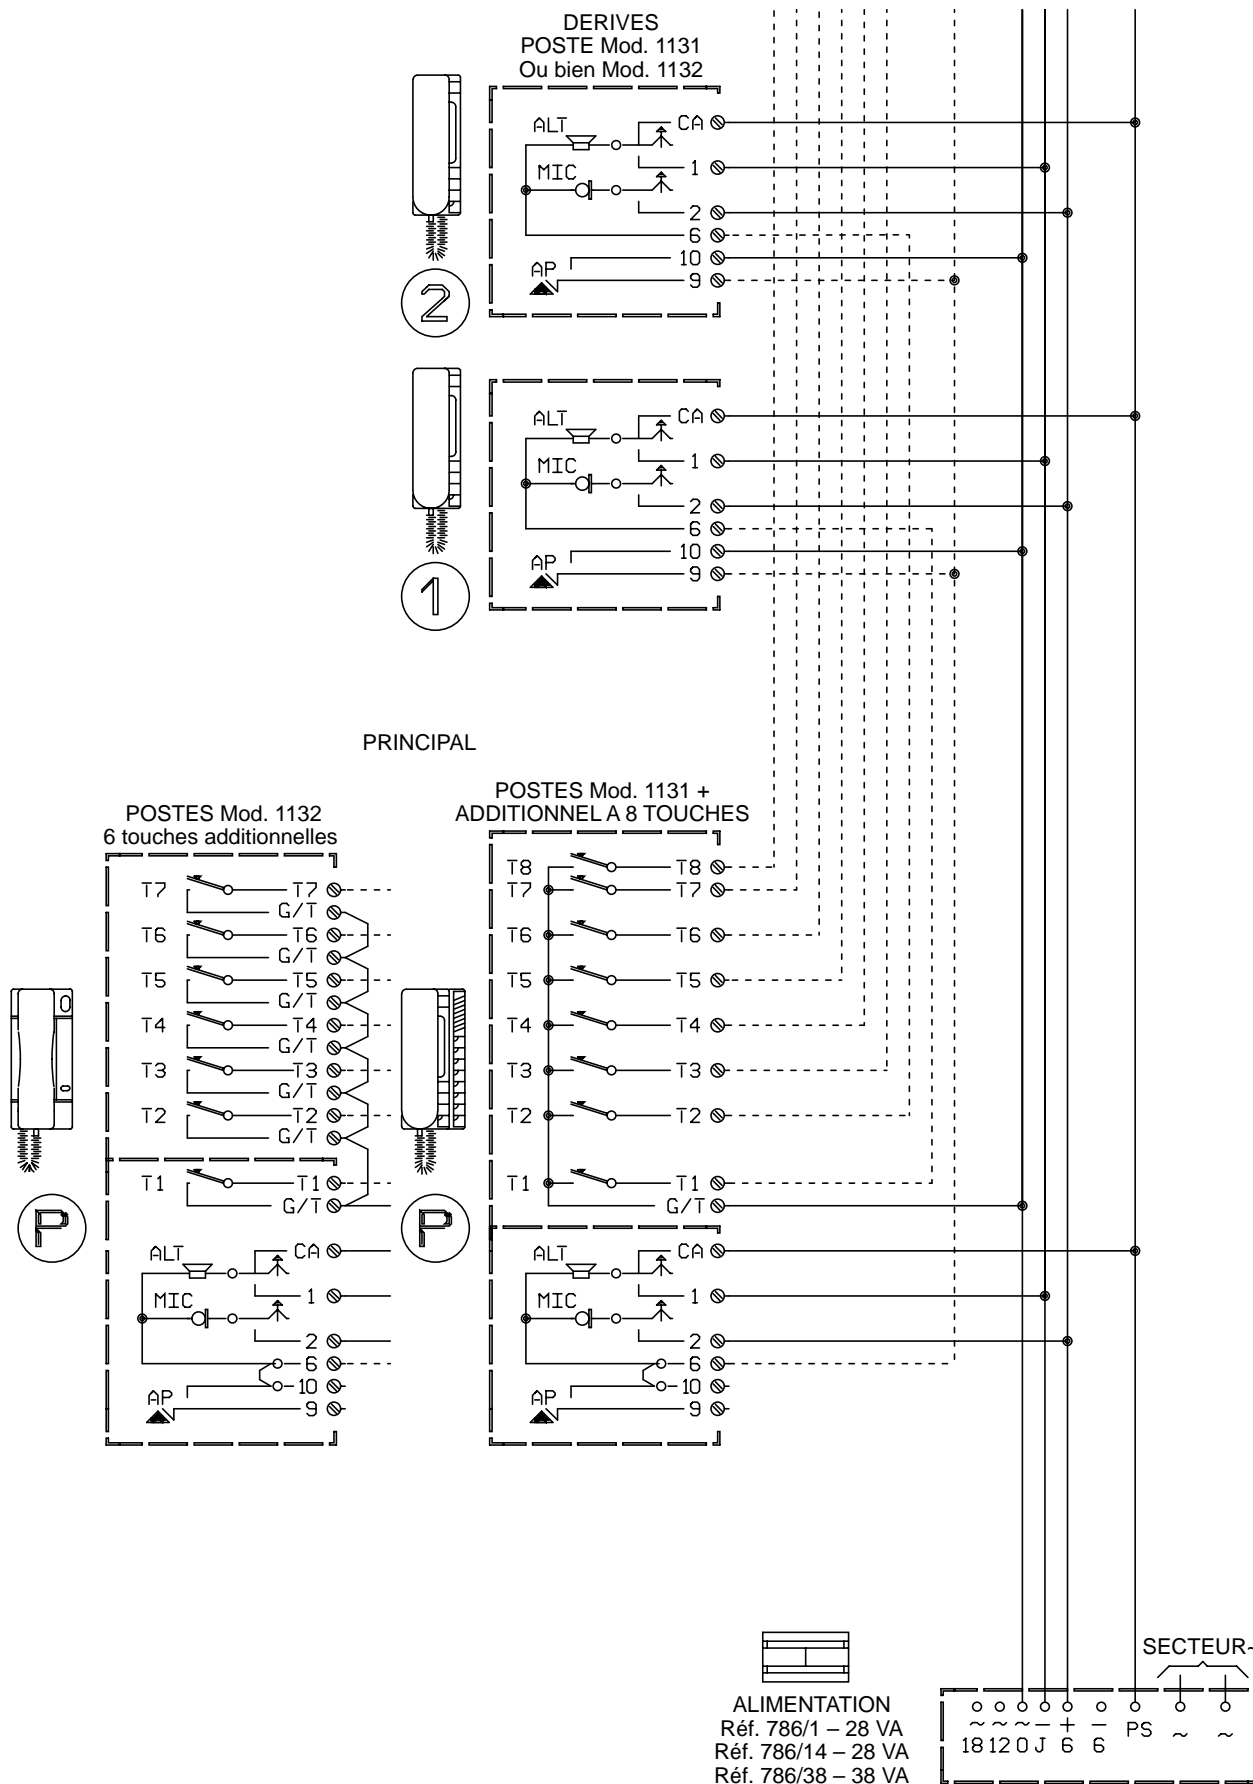 DERIVES
POSTE Mod. 1131
Ou bien Mod. 1132
ALT
CA
MIC
1
2
6
10
AP
9
2
ALT
CA
MIC
1
2
6
10
AP
9
1
PRINCIPAL
POSTES Mod. 1132
6 touches additionnelles
T7 T7
G/T
T6 T6
G/T
T5 T5
G/T
T4 T4
G/T
T3 T3
G/T
T2 T2
G/T
T1 T1
G/T
P
ALT
CA
MIC
1
2
6
10
AP
9
POSTES Mod. 1131 +
ADDITIONNEL A 8 TOUCHES
T8 T8
T7 T7
T6 T6
T5 T5
T4 T4
T3 T3
T2 T2
T1 T1
G/T
P
ALT
CA
MIC
1
2
6
10
AP
9
ALIMENTATION
Réf. 786/1 – 28 VA
Réf. 786/14 – 28 VA
Réf. 786/38 – 38 VA
SECTEUR~
~ ~ ~ – + – PS ~ ~
18 12 0 J 6 6